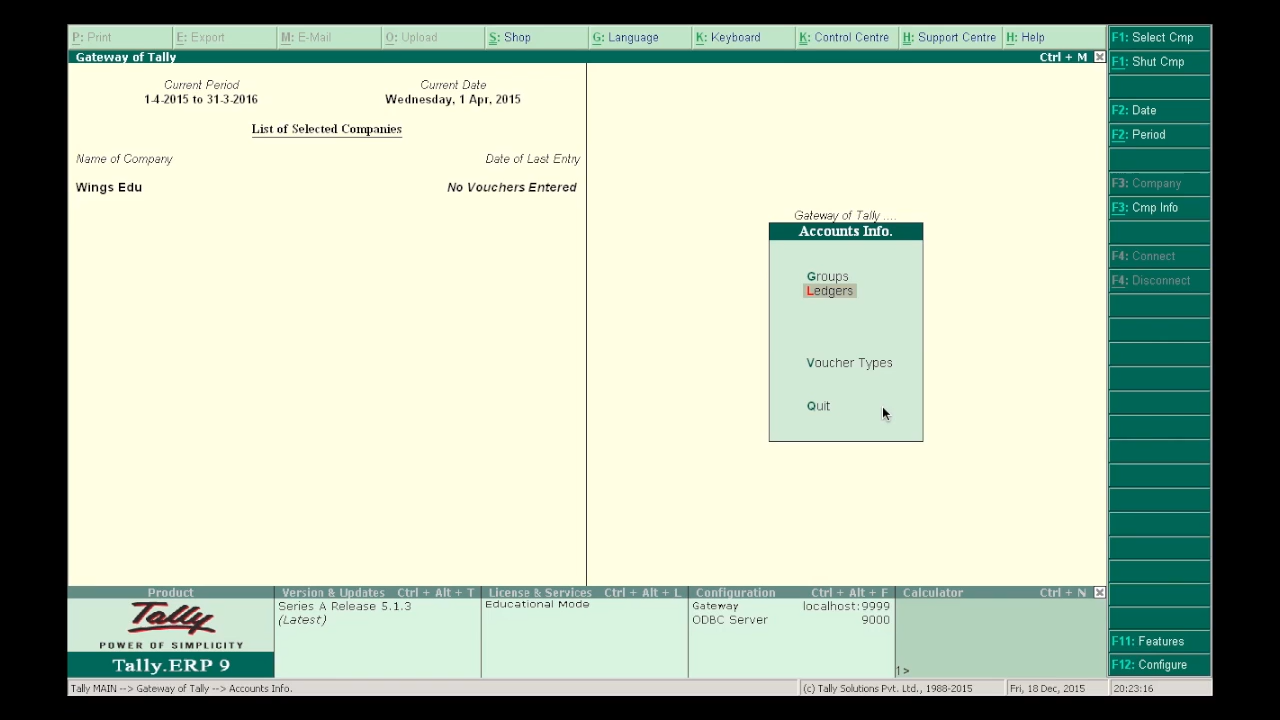 P: Print E: Export M: E-Mail O: Upload S: Shop G: Language K: Keyboard K: Control Centre H: Support Centre H: Help
Gateway of Tally Ctrl + M
Current Period Current Date
1-4-2015 to 31-3-2016 Wednesday, 1 Apr, 2015
List of Selected Companies
Name of Company Date of Last Entry
Wings Edu No Vouchers Entered
Gateway of Tally ....
Accounts Info.
Groups
Ledgers
Voucher Types
Quit
F1: Select Cmp
F1: Shut Cmp
F2: Date
F2: Period
F3: Company
F3: Cmp Info
F4: Connect
F4: Disconnect
F11: Features
F12: Configure
Product
Tally
POWER OF SIMPLICITY
Tally.ERP 9
Version & Updates Ctrl + Alt + T
Series A Release 5.1.3
(Latest)
License & Services Ctrl + Alt + L
Educational Mode
Configuration Ctrl + Alt + F
Gateway localhost:9999
ODBC Server 9000
Calculator Ctrl + N
1 >
Tally MAIN --> Gateway of Tally --> Accounts Info. (c) Tally Solutions Pvt. Ltd., 1988-2015 Fri, 18 Dec, 2015 20:23:16